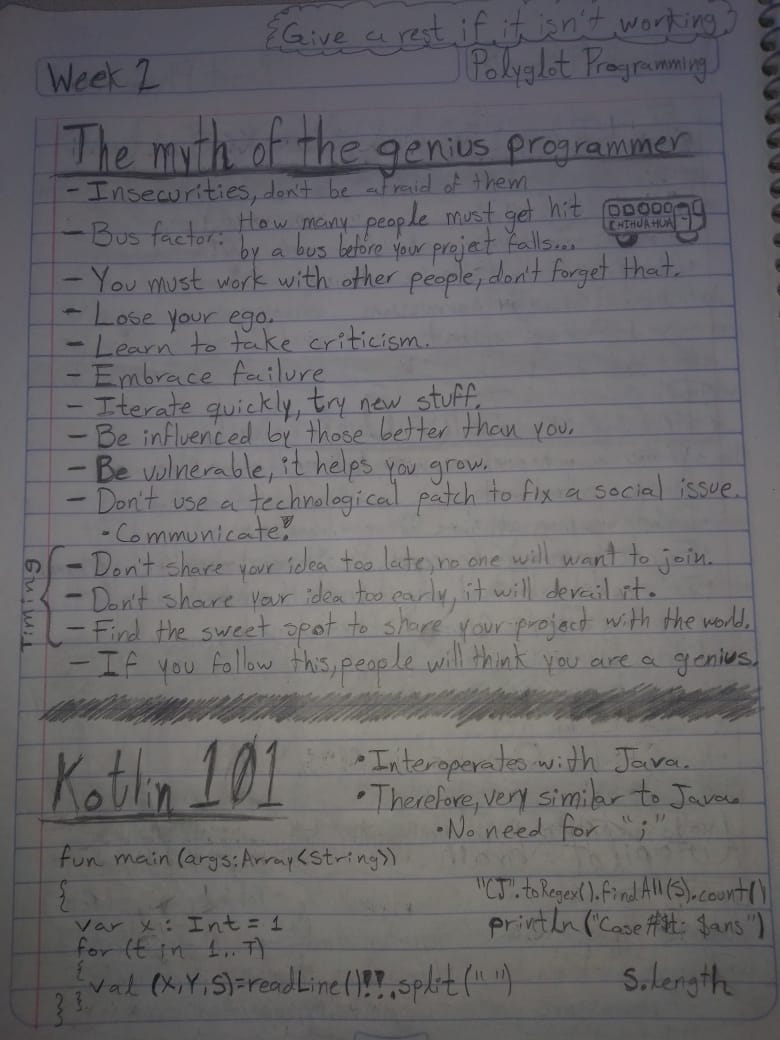 Give a rest if it isn't working
Week 2
Polyglot Programming
The myth of the genius programmer
- Insecurities, don't be afraid of them
- Bus factor: How many people must get hit
by a bus before your project falls...
CHIHUAHUA
- You must work with other people, don't forget that.
- Lose your ego.
- Learn to take criticism.
- Embrace failure
- Iterate quickly, try new stuff.
- Be influenced by those better than you.
- Be vulnerable, it helps you grow.
- Don't use a technological patch to fix a social issue.
• Communicate!
Timing
- Don't share your idea too late, no one will want to join.
- Don't share your idea too early, it will derail it.
- Find the sweet spot to share your project with the world.
- If you follow this, people will think you are a genius.
Kotlin 101
• Interoperates with Java.
• Therefore, very similar to Java.
• No need for ";"
fun main (args:Array<String>)
{
var x : Int = 1
for (t in 1..T)
{
val (X,Y,S)=readLine()!!.split(" ")
}
}
"CJ".toRegex().findAll(S).count()
println("Case #$t: $ans")
S.length